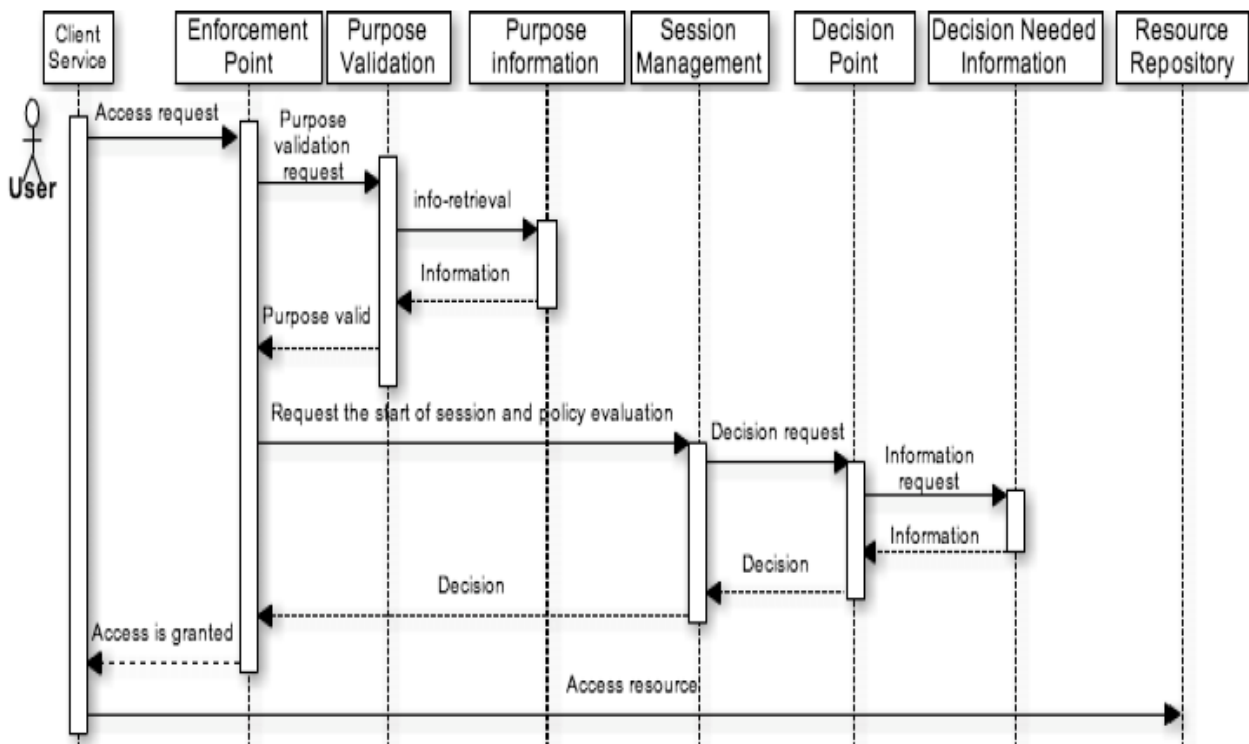 Client
Service
Enforcement
Point
Purpose
Validation
Purpose
information
Session
Management
Decision
Point
Decision Needed
Information
Resource
Repository
User
Access request
Purpose
validation
request
info-retrieval
Information
Purpose valid
Request the start of session and policy evaluation
Decision request
Information
request
Information
Decision
Decision
Access is granted
Access resource